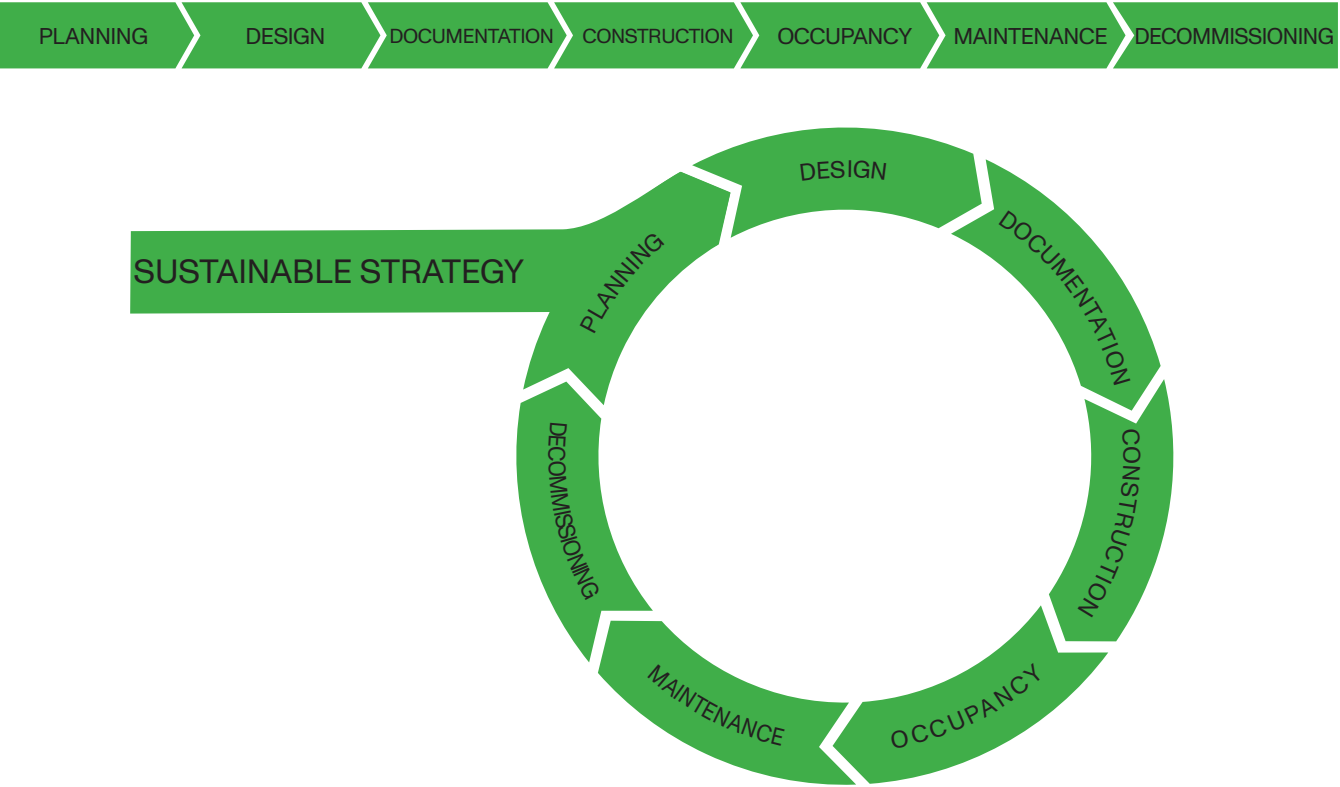 PLANNING DESIGN DOCUMENTATION CONSTRUCTION OCCUPANCY MAINTENANCE DECOMMISSIONING
SUSTAINABLE STRATEGY
PLANNING
DESIGN
DOCUMENTATION
CONSTRUCTION
OCCUPANCY
MAINTENANCE
DECOMMISSIONING